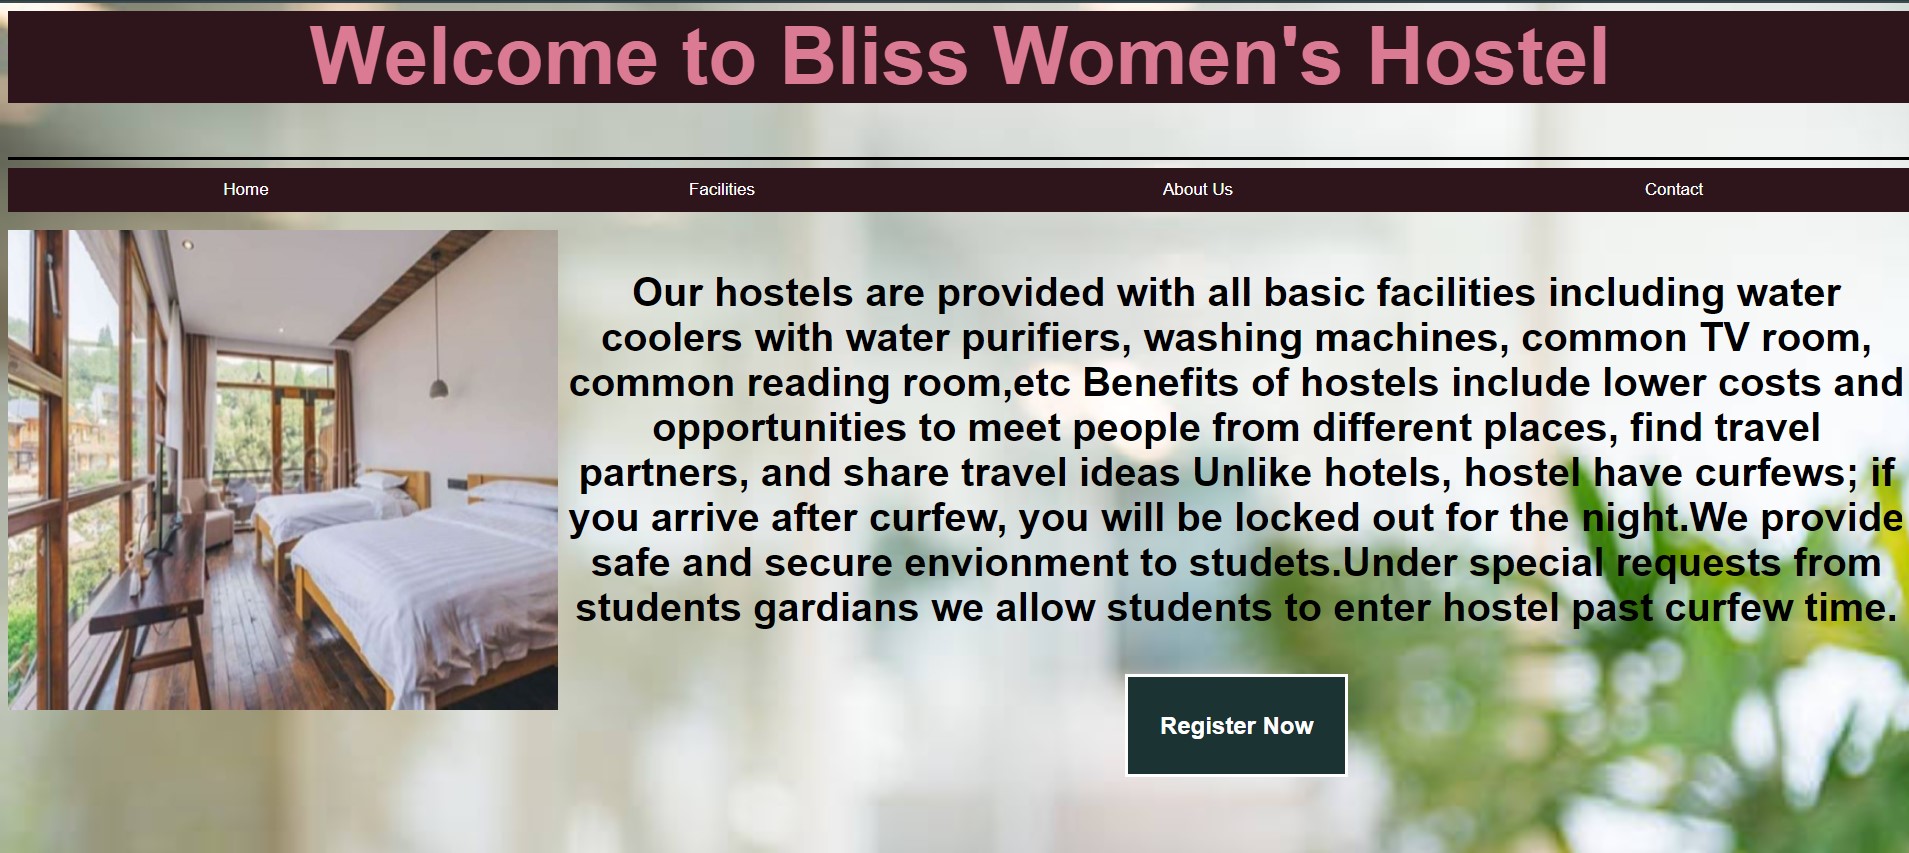 Welcome to Bliss Women's Hostel
Home
Facilities
About Us
Contact
Our hostels are provided with all basic facilities including water
coolers with water purifiers, washing machines, common TV room,
common reading room,etc Benefits of hostels include lower costs and
opportunities to meet people from different places, find travel
partners, and share travel ideas Unlike hotels, hostel have curfews; if
you arrive after curfew, you will be locked out for the night.We provide
safe and secure envionment to studets.Under special requests from
students gardians we allow students to enter hostel past curfew time.
Register Now